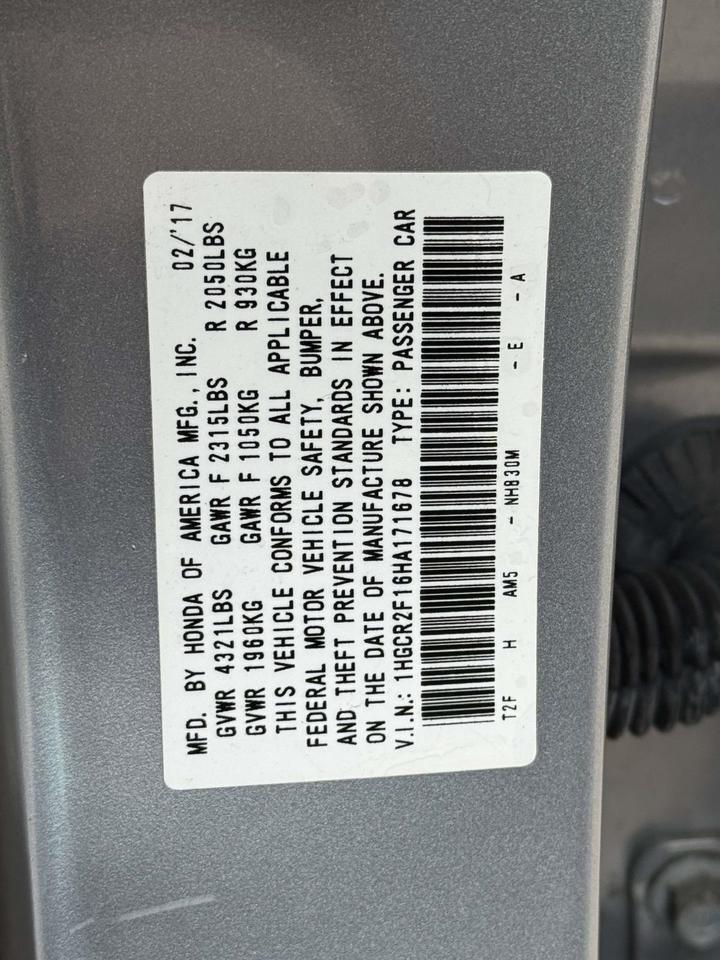 MFD. BY HONDA OF AMERICA MFG., INC. 02/'17
GVWR 4321LBS GAWR F 2315LBS R 2050LBS
GVWR 1960KG GAWR F 1050KG R 930KG
THIS VEHICLE CONFORMS TO ALL APPLICABLE
FEDERAL MOTOR VEHICLE SAFETY, BUMPER,
AND THEFT PREVENTION STANDARDS IN EFFECT
ON THE DATE OF MANUFACTURE SHOWN ABOVE.
V.I.N.: 1HGCR2F16HA171678 TYPE: PASSENGER CAR
T2F H AM5 - NH830M - E - A